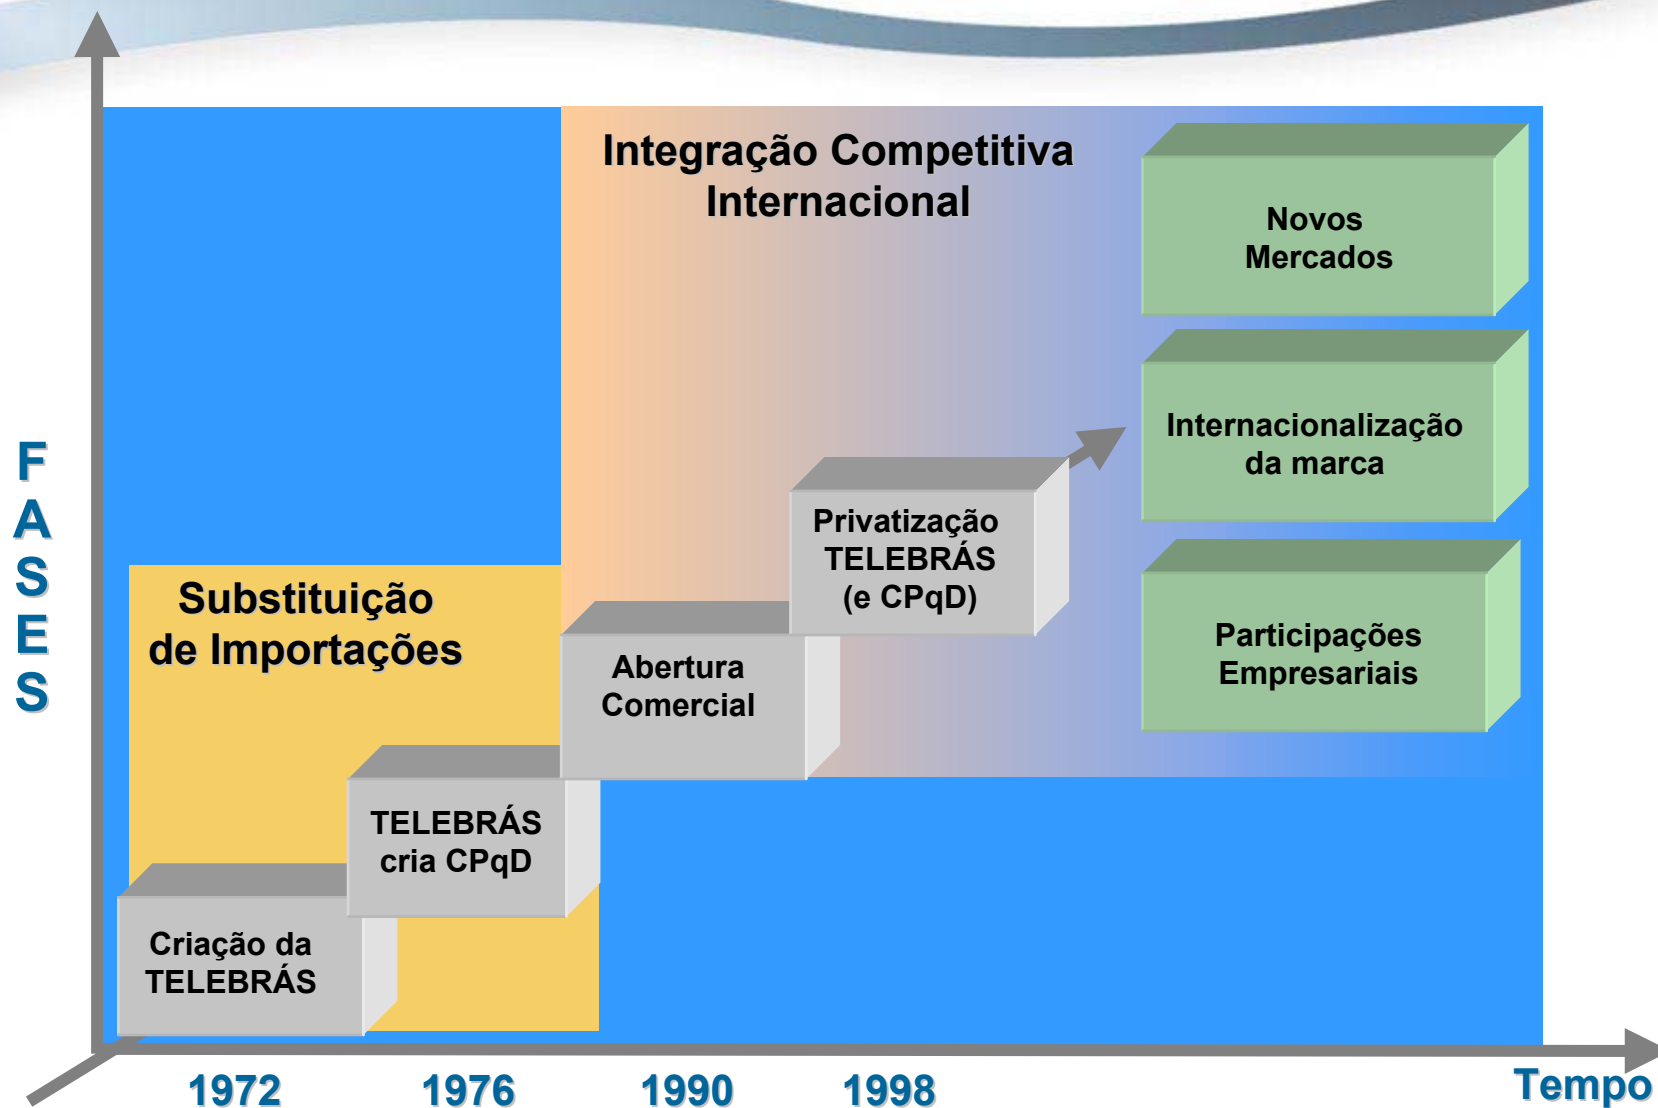 Integração Competitiva
Internacional
Novos
Mercados
Internacionalização
da marca
Participações
Empresariais
Privatização
TELEBRÁS
(e CPqD)
Substituição
de Importações
Abertura
Comercial
TELEBRÁS
cria CPqD
Criação da
TELEBRÁS
F
A
S
E
S
1972
1976
1990
1998
Tempo